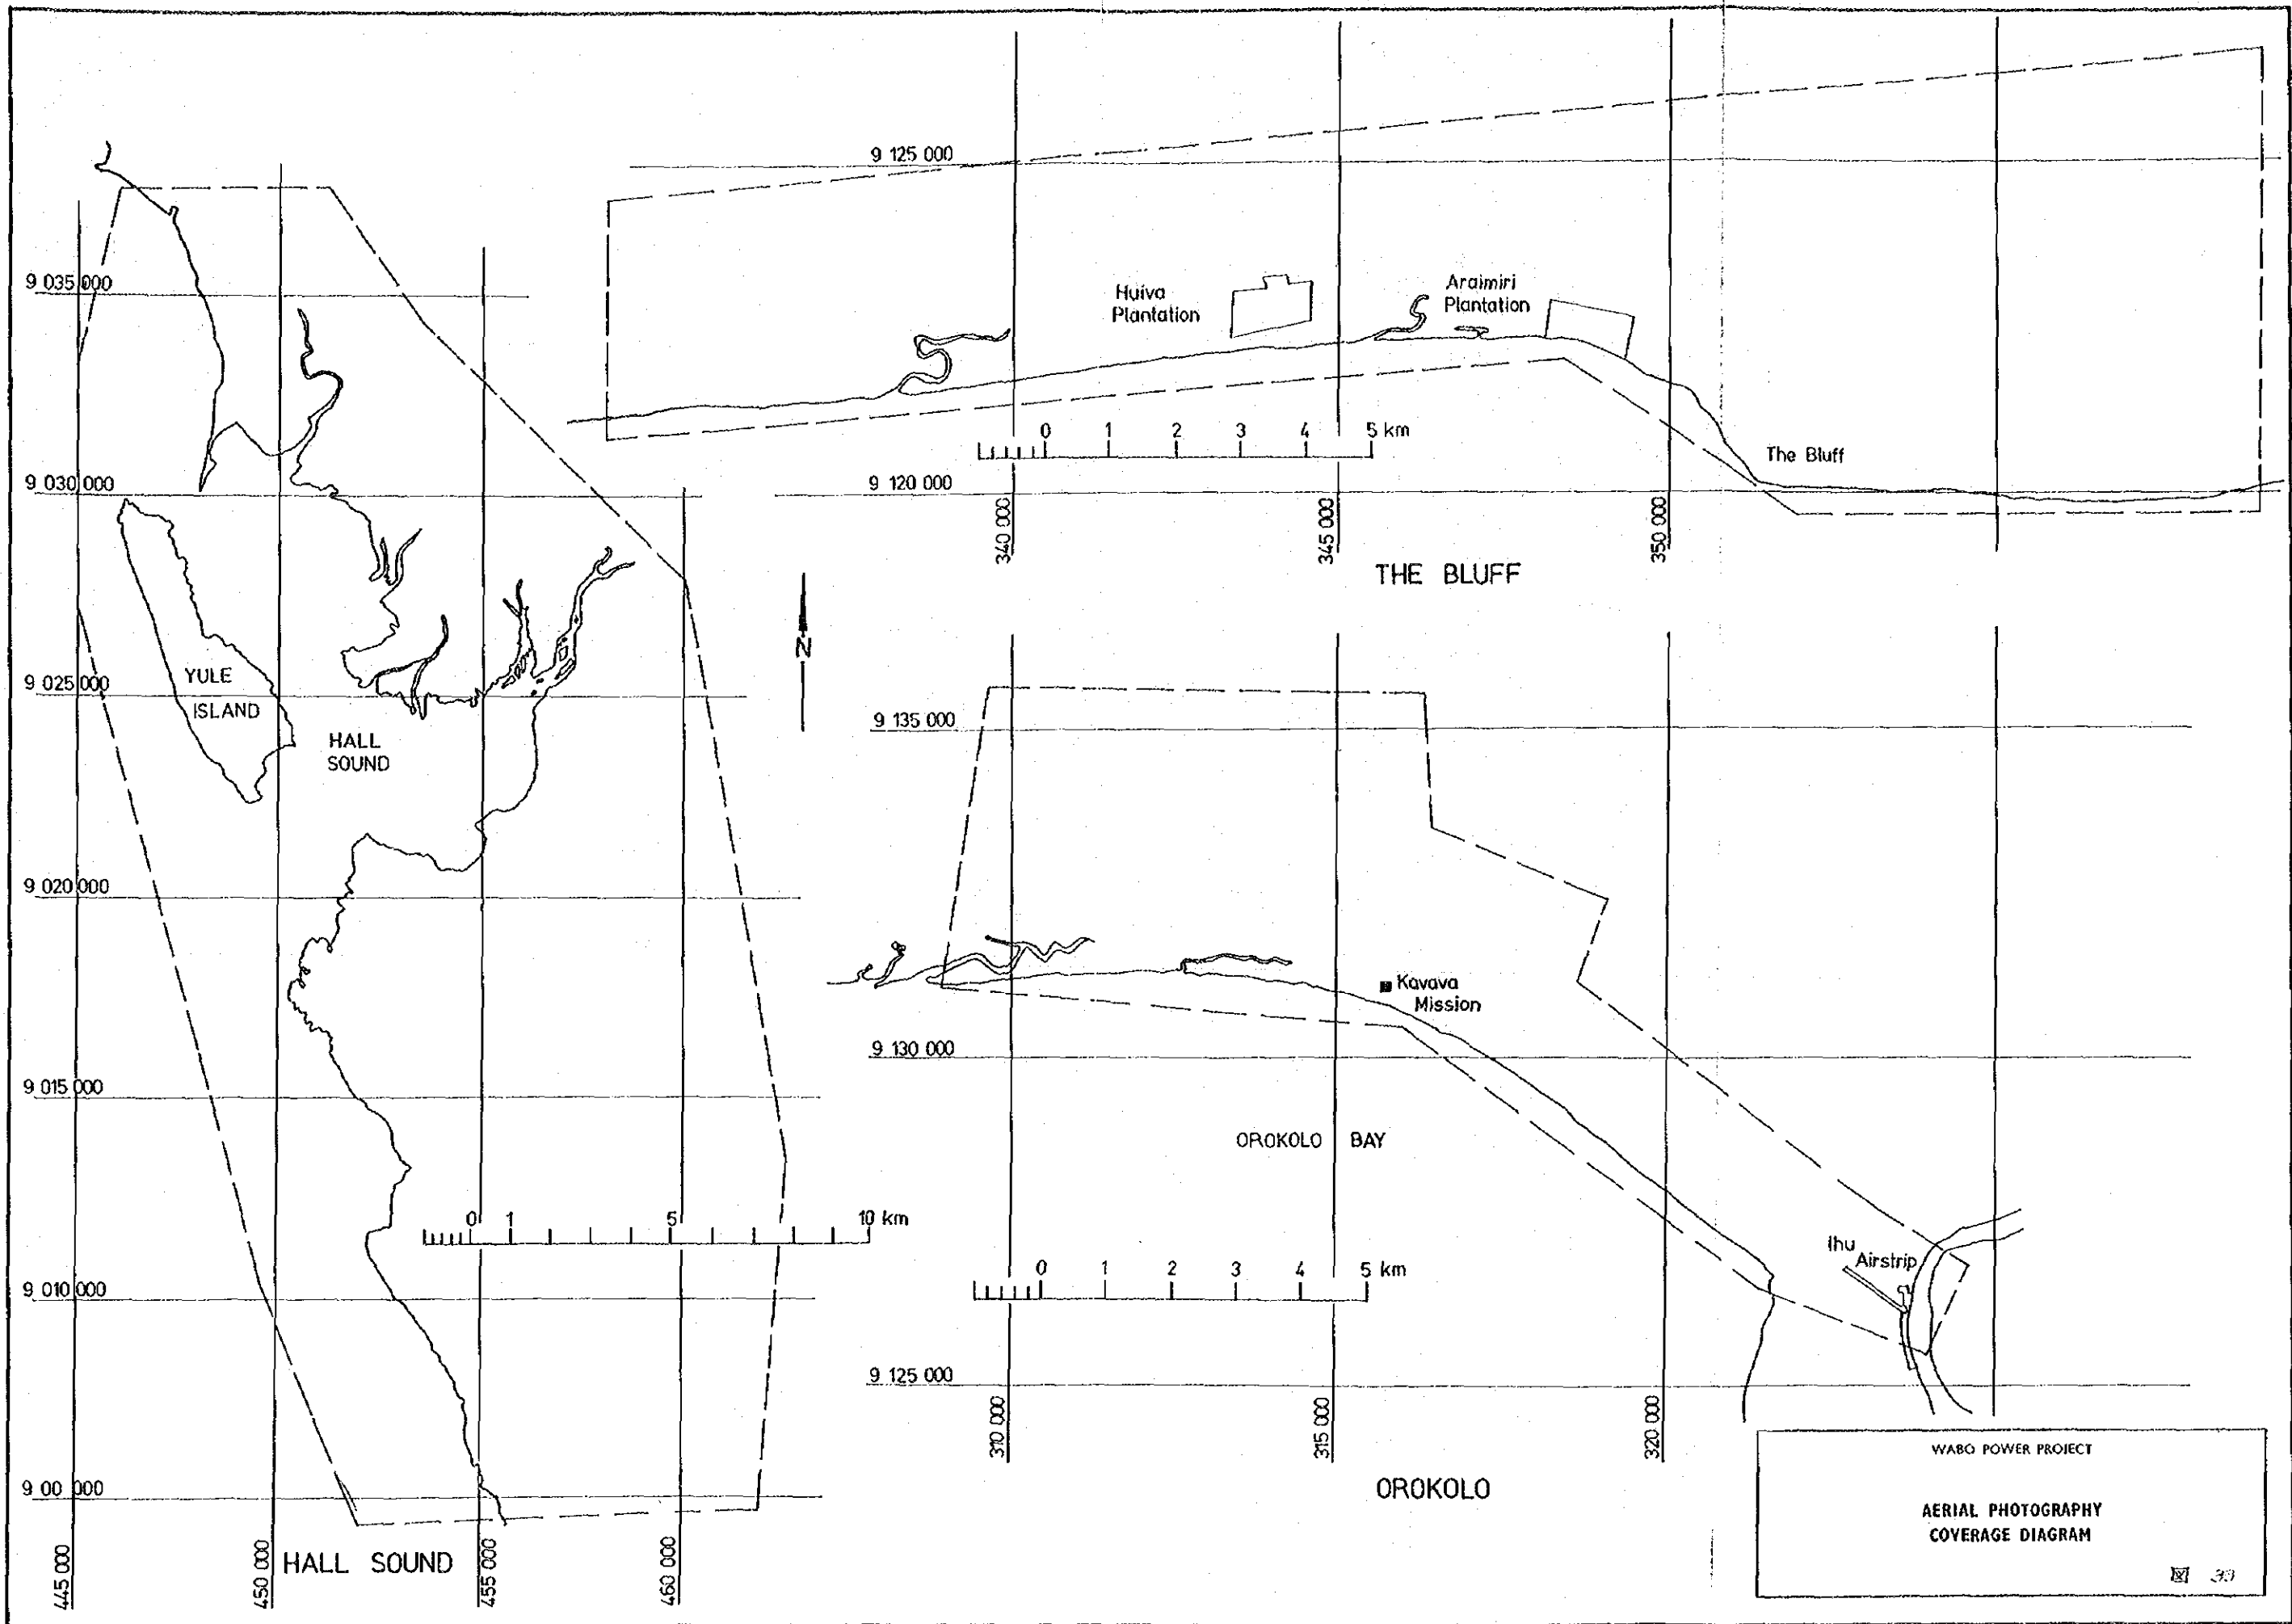 9 035 000
9 030 000
9 025 000
9 020 000
9 015 000
9 010 000
9 00 000
445 000
450 000
455 000
460 000
YULE
ISLAND
HALL
SOUND
0 1 5 10 km
HALL SOUND
N
9 125 000
9 120 000
Huiva
Plantation
Araimiri
Plantation
The Bluff
0 1 2 3 4 5 km
340 000
345 000
350 000
THE BLUFF
9 135 000
9 130 000
9 125 000
Kavava
Mission
OROKOLO BAY
Ihu
Airstrip
0 1 2 3 4 5 km
310 000
315 000
320 000
OROKOLO
WABO POWER PROJECT
AERIAL PHOTOGRAPHY
COVERAGE DIAGRAM